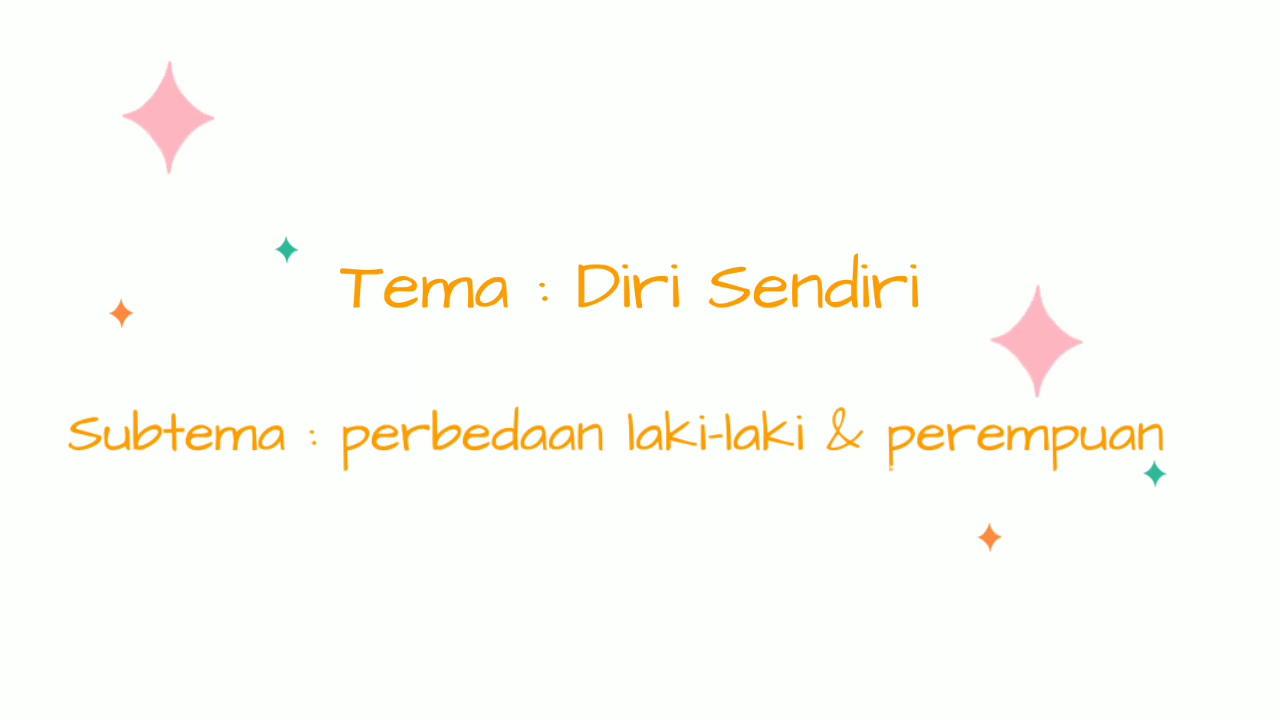 Tema : Diri Sendiri
Subtema : perbedaan laki-laki & perempuan